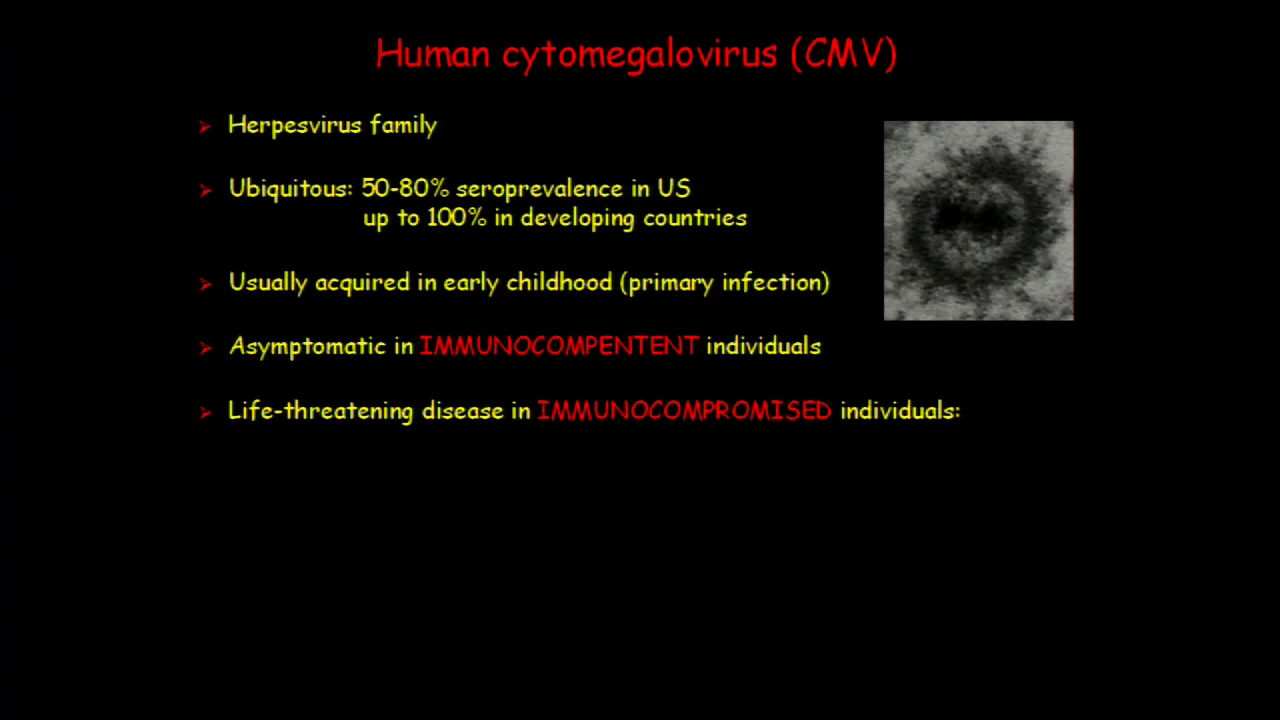 Human cytomegalovirus (CMV)
Herpesvirus family
Ubiquitous: 50-80% seroprevalence in US
up to 100% in developing countries
Usually acquired in early childhood (primary infection)
Asymptomatic in IMMUNOCOMPENTENT individuals
Life-threatening disease in IMMUNOCOMPROMISED individuals: